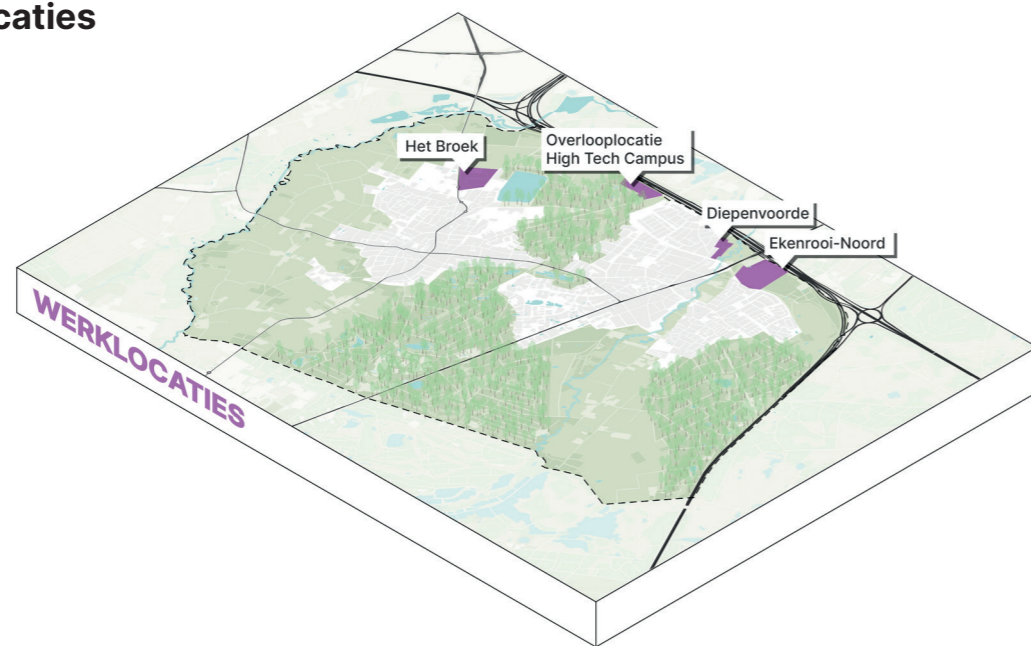 caties
Het Broek
Overlooplocatie
High Tech Campus
Diepenvoorde
Ekenrooi-Noord
WERKLOCATIES